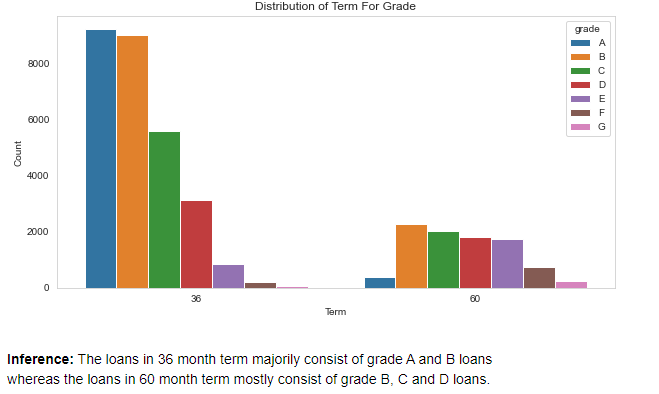 Distribution of Term For Grade
grade
A
B
C
D
E
F
G
8000
6000
4000
2000
0
Count
36
60
Term
Inference: The loans in 36 month term majorily consist of grade A and B loans
whereas the loans in 60 month term mostly consist of grade B, C and D loans.